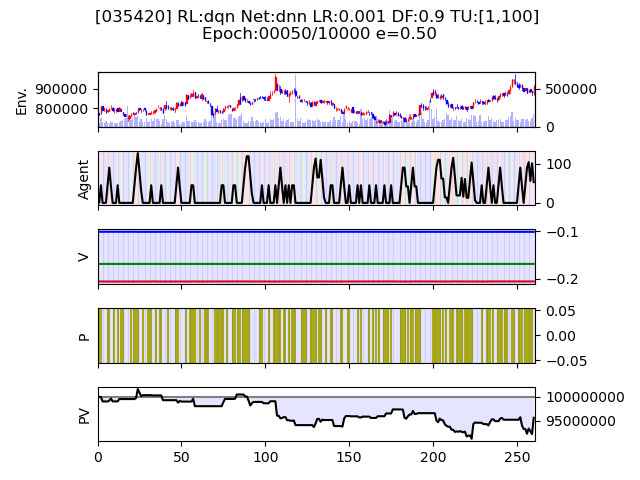 [035420] RL:dqn Net:dnn LR:0.001 DF:0.9 TU:[1,100]
Epoch:00050/10000 e=0.50
Env.
900000
800000
500000
0
Agent
100
0
V
−0.1
−0.2
P
0.05
0.00
−0.05
PV
100000000
95000000
0 50 100 150 200 250